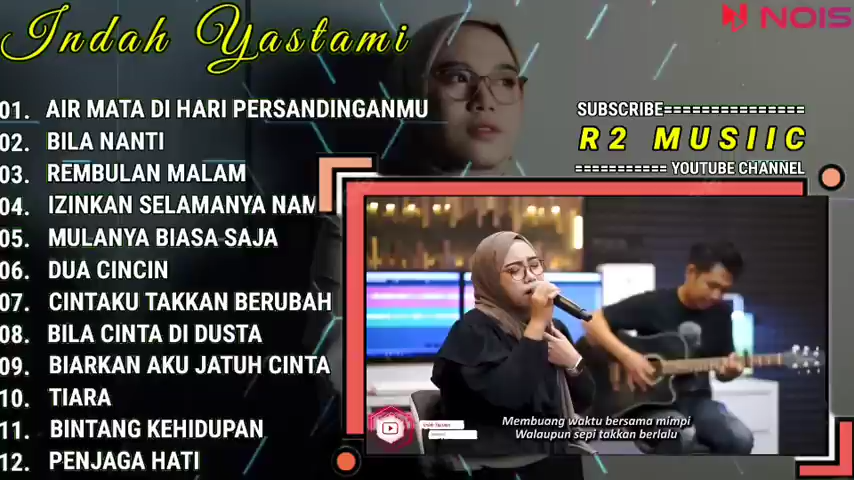 Indah Yastami
NOIS
01. AIR MATA DI HARI PERSANDINGANMU
02. BILA NANTI
03. REMBULAN MALAM
04. IZINKAN SELAMANYA NAM
05. MULANYA BIASA SAJA
06. DUA CINCIN
07. CINTAKU TAKKAN BERUBAH
08. BILA CINTA DI DUSTA
09. BIARKAN AKU JATUH CINTA
10. TIARA
11. BINTANG KEHIDUPAN
12. PENJAGA HATI
SUBSCRIBE===============
R2 MUSIIC
=========== YOUTUBE CHANNEL
Membuang waktu bersama mimpi
Walaupun sepi takkan berlalu